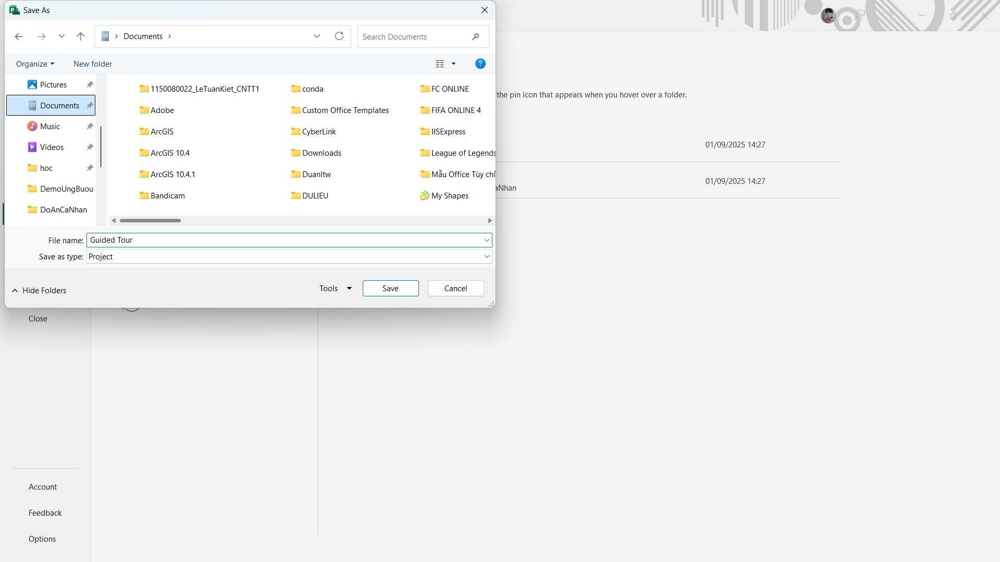 Save As
Documents
Search Documents
Organize
New folder
Pictures
Documents
Music
Videos
hoc
DemoUngBuou
DoAnCaNhan
1150080022_LeTuanKiet_CNTT1
Adobe
ArcGIS
ArcGIS 10.4
ArcGIS 10.4.1
Bandicam
conda
Custom Office Templates
CyberLink
Downloads
Duanltw
DULIEU
FC ONLINE
FIFA ONLINE 4
IISExpress
League of Legends
Mẫu Office Tùy chỉ
My Shapes
File name: Guided Tour
Save as type: Project
Hide Folders
Tools
Save
Cancel
the pin icon that appears when you hover over a folder.
01/09/2025 14:27
01/09/2025 14:27
aNhan
Close
Account
Feedback
Options